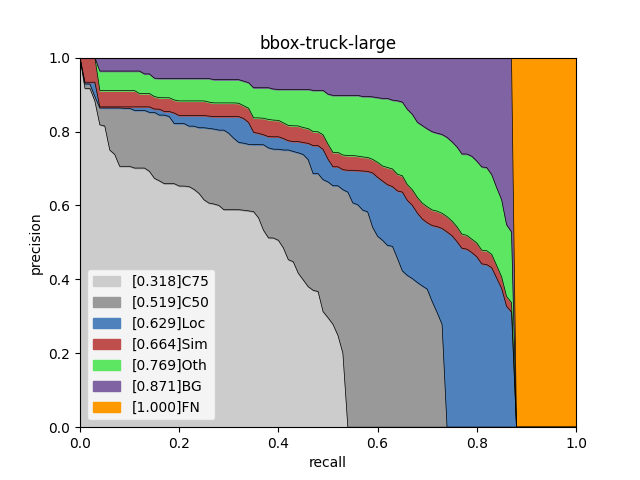 bbox-truck-large
1.0
0.8
0.6
0.4
0.2
0.0
precision
[0.318]C75
[0.519]C50
[0.629]Loc
[0.664]Sim
[0.769]Oth
[0.871]BG
[1.000]FN
0.0 0.2 0.4 0.6 0.8 1.0
recall